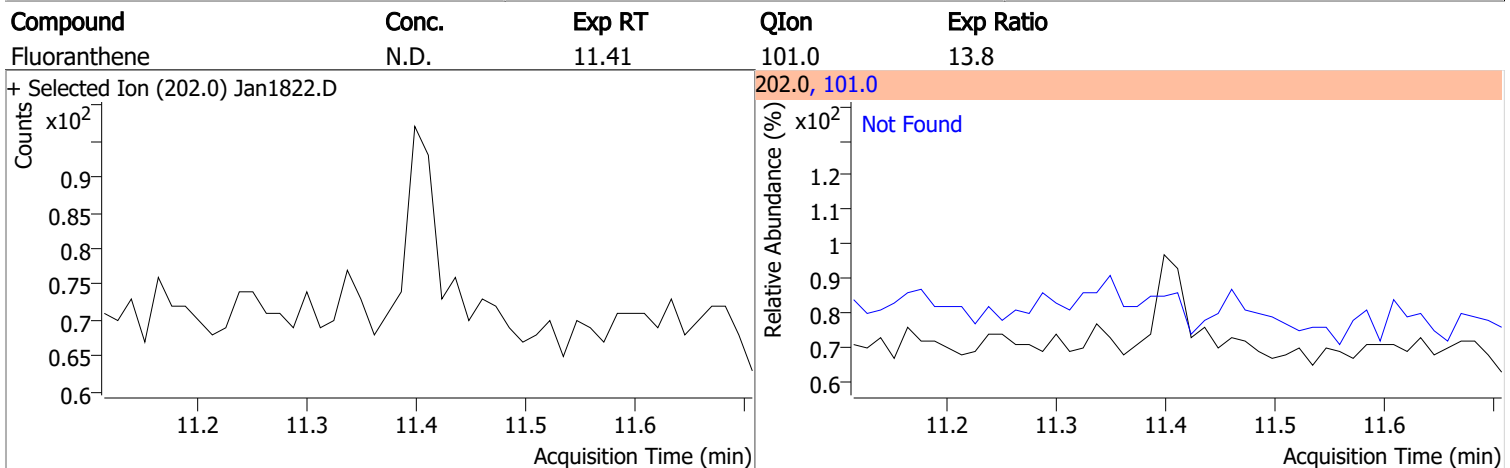 Compound Conc. Exp RT QIon Exp Ratio
Fluoranthene N.D. 11.41 101.0 13.8
+ Selected Ion (202.0) Jan1822.D
Counts
x10²
0.9
0.85
0.8
0.75
0.7
0.65
0.6
11.2 11.3 11.4 11.5 11.6
Acquisition Time (min)
202.0, 101.0
Relative Abundance (%)
x10²
Not Found
1.2
1.1
1
0.9
0.8
0.7
0.6
11.2 11.3 11.4 11.5 11.6
Acquisition Time (min)